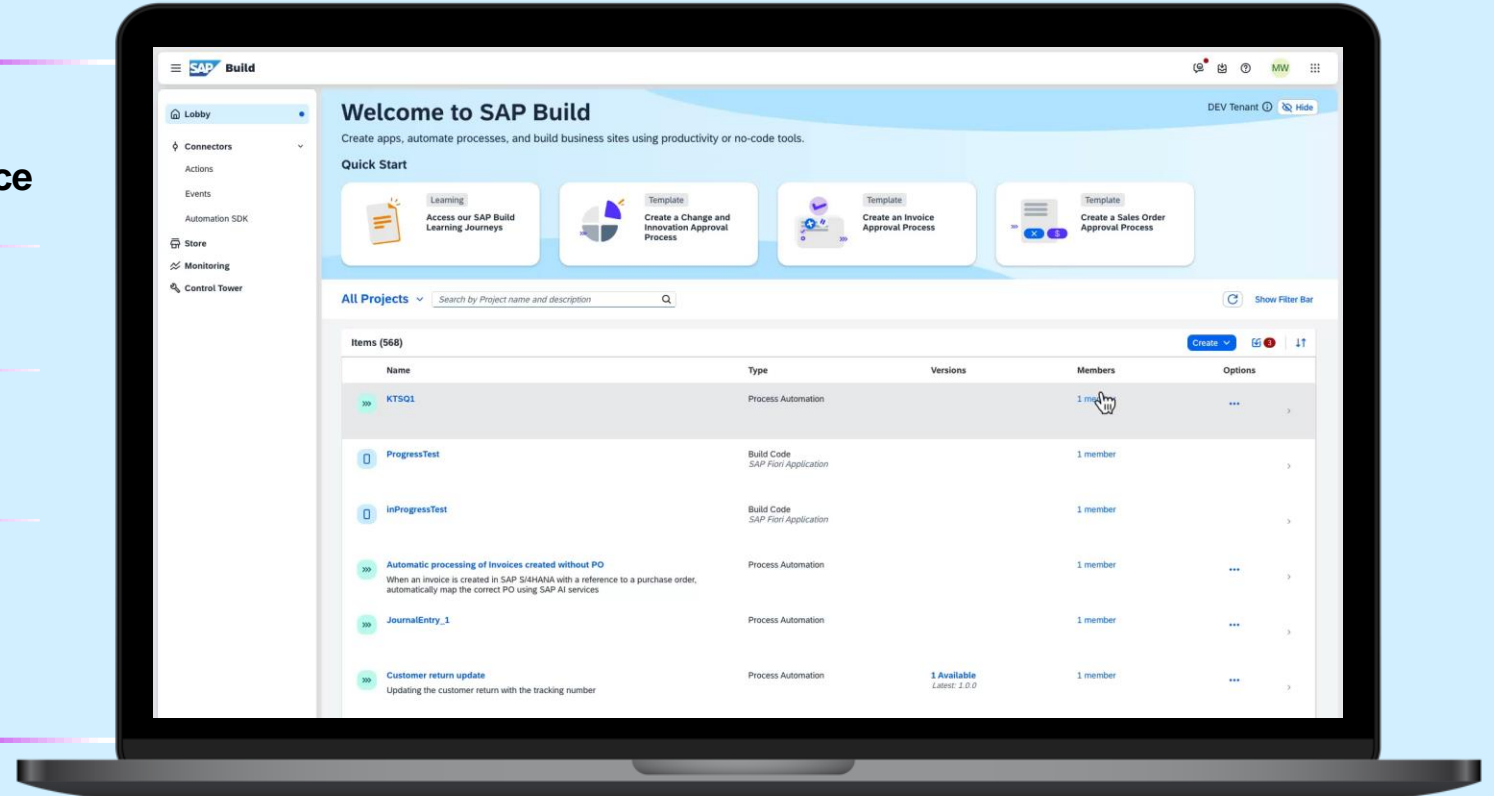 ce
SAP Build
MW
Lobby
Connectors
Actions
Events
Automation SDK
Store
Monitoring
Control Tower
Welcome to SAP Build
DEV Tenant
Hide
Create apps, automate processes, and build business sites using productivity or no-code tools.
Quick Start
Learning
Access our SAP Build
Learning Journeys
Template
Create a Change and
Innovation Approval
Process
Template
Create an Invoice
Approval Process
Template
Create a Sales Order
Approval Process
All Projects
Search by Project name and description
Show Filter Bar
Items (568)
Create
3
Name Type Versions Members Options
KTSQ1 Process Automation
ProgressTest Build Code 1 member
SAP Fiori Application
inProgressTest Build Code 1 member
SAP Fiori Application
Automatic processing of Invoices created without PO Process Automation 1 member
When an invoice is created in SAP S/4HANA with a reference to a purchase order,
automatically map the correct PO using SAP AI services
JournalEntry_1 Process Automation 1 member
Customer return update Process Automation 1 Available 1 member
Updating the customer return with the tracking number Latest: 1.0.0